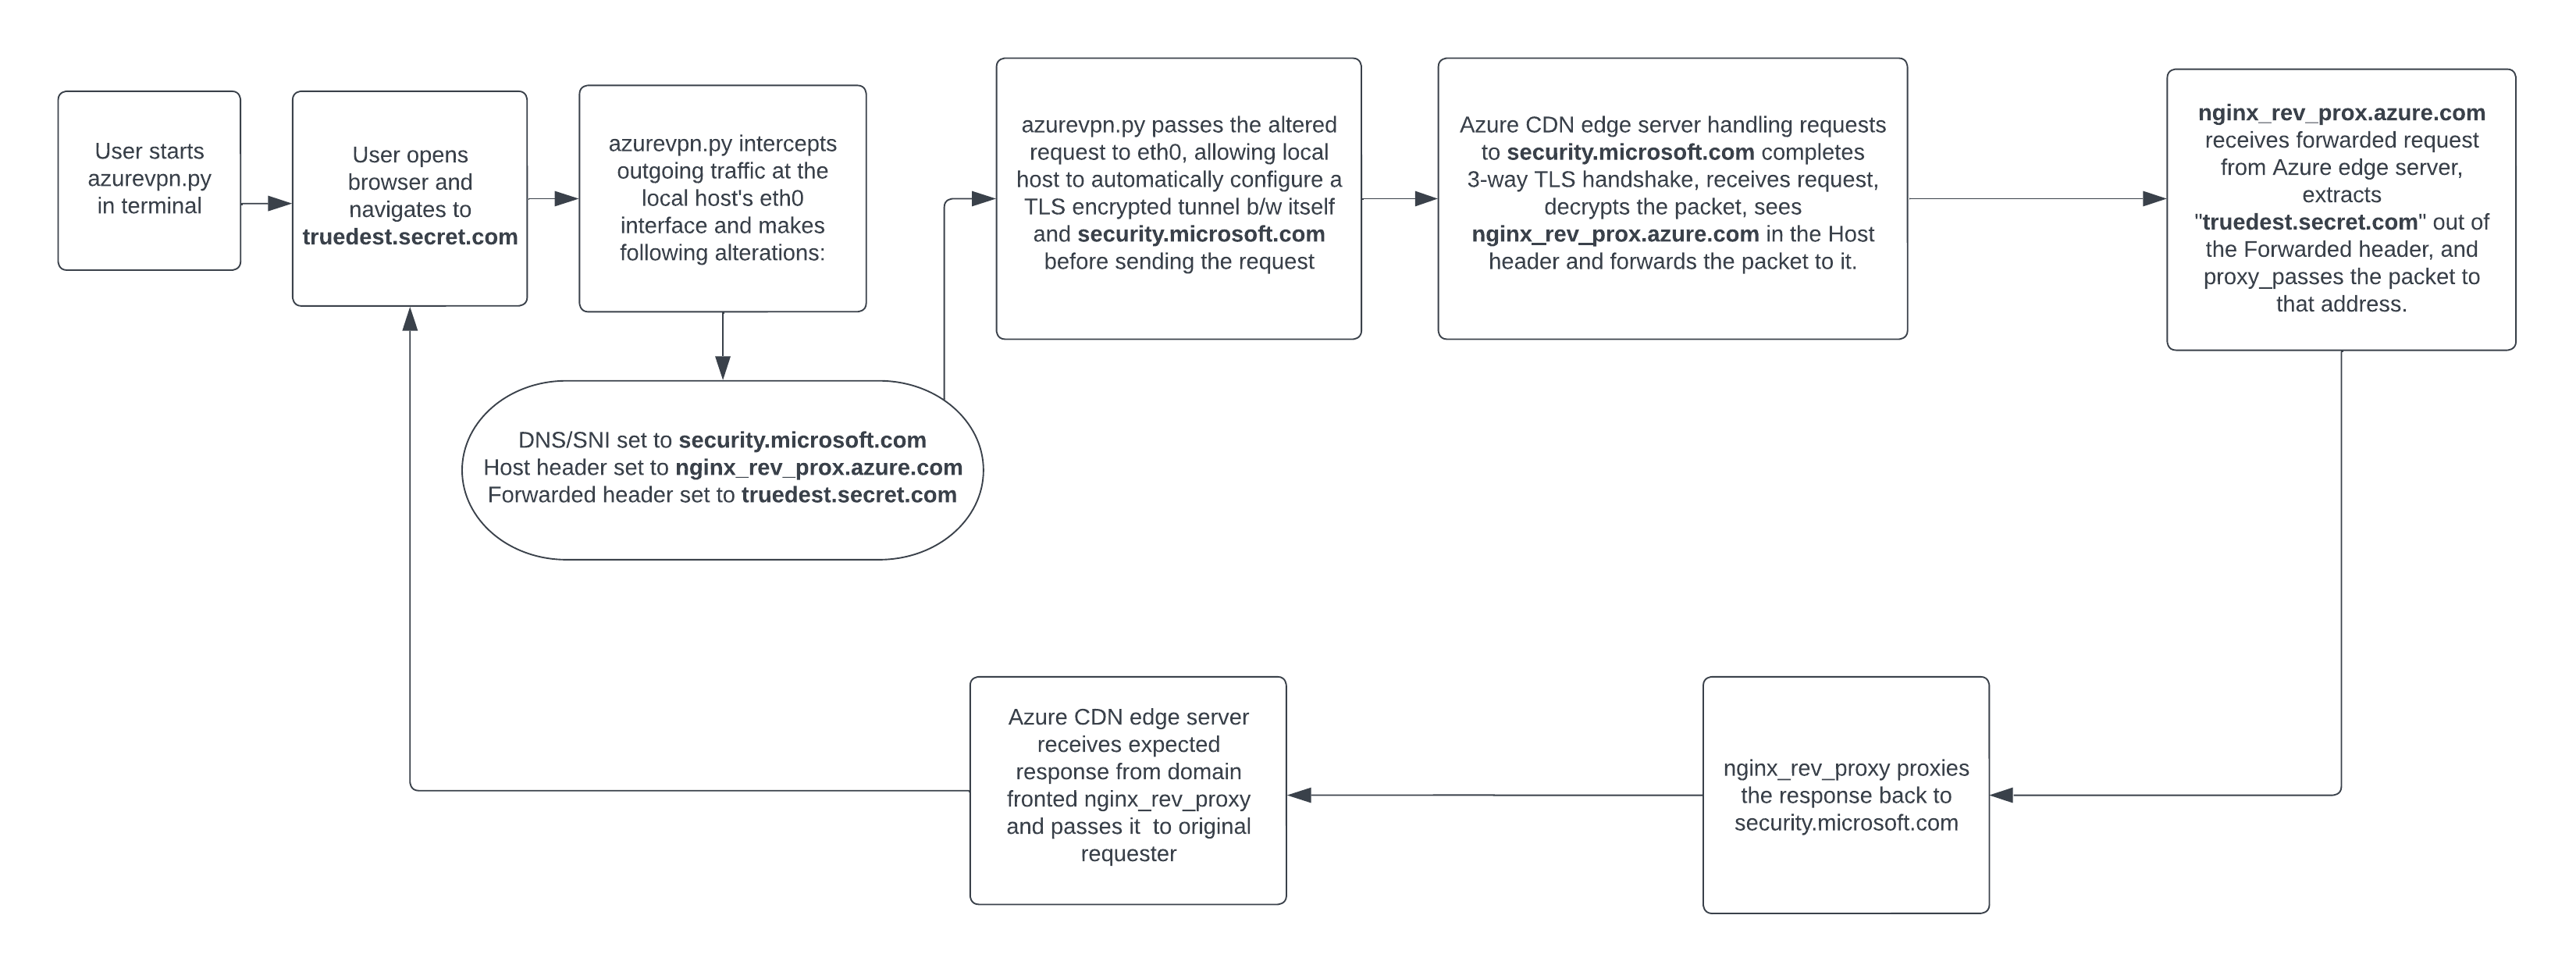 User starts
azurevpn.py
in terminal
User opens
browser and
navigates to
truedest.secret.com
azurevpn.py intercepts
outgoing traffic at the
local host's eth0
interface and makes
following alterations:
DNS/SNI set to security.microsoft.com
Host header set to nginx_rev_prox.azure.com
Forwarded header set to truedest.secret.com
azurevpn.py passes the altered
request to eth0, allowing local
host to automatically configure a
TLS encrypted tunnel b/w itself
and security.microsoft.com
before sending the request
Azure CDN edge server handling requests
to security.microsoft.com completes
3-way TLS handshake, receives request,
decrypts the packet, sees
nginx_rev_prox.azure.com in the Host
header and forwards the packet to it.
nginx_rev_prox.azure.com
receives forwarded request
from Azure edge server,
extracts
"truedest.secret.com" out of
the Forwarded header, and
proxy_passes the packet to
that address.
nginx_rev_proxy proxies
the response back to
security.microsoft.com
Azure CDN edge server
receives expected
response from domain
fronted nginx_rev_proxy
and passes it  to original
requester